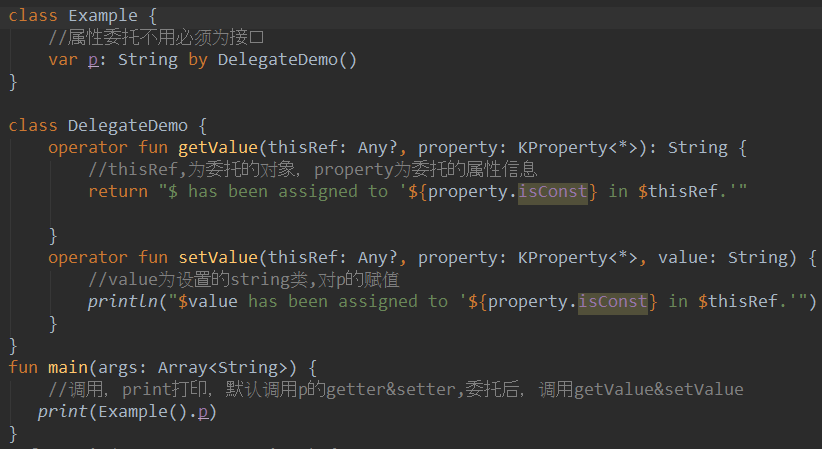 class Example {
//属性委托不用必须为接口
var p: String by DelegateDemo()
}
class DelegateDemo {
operator fun getValue(thisRef: Any?, property: KProperty<*>): String {
//thisRef,为委托的对象, property为委托的属性信息
return "$ has been assigned to '${property.isConst} in $thisRef.'"
}
operator fun setValue(thisRef: Any?, property: KProperty<*>, value: String) {
//value为设置的string类,对p的赋值
println("$value has been assigned to '${property.isConst} in $thisRef.'")
}
}
fun main(args: Array<String>) {
//调用, print打印, 默认调用p的getter&setter,委托后, 调用getValue&setValue
print(Example().p)
}